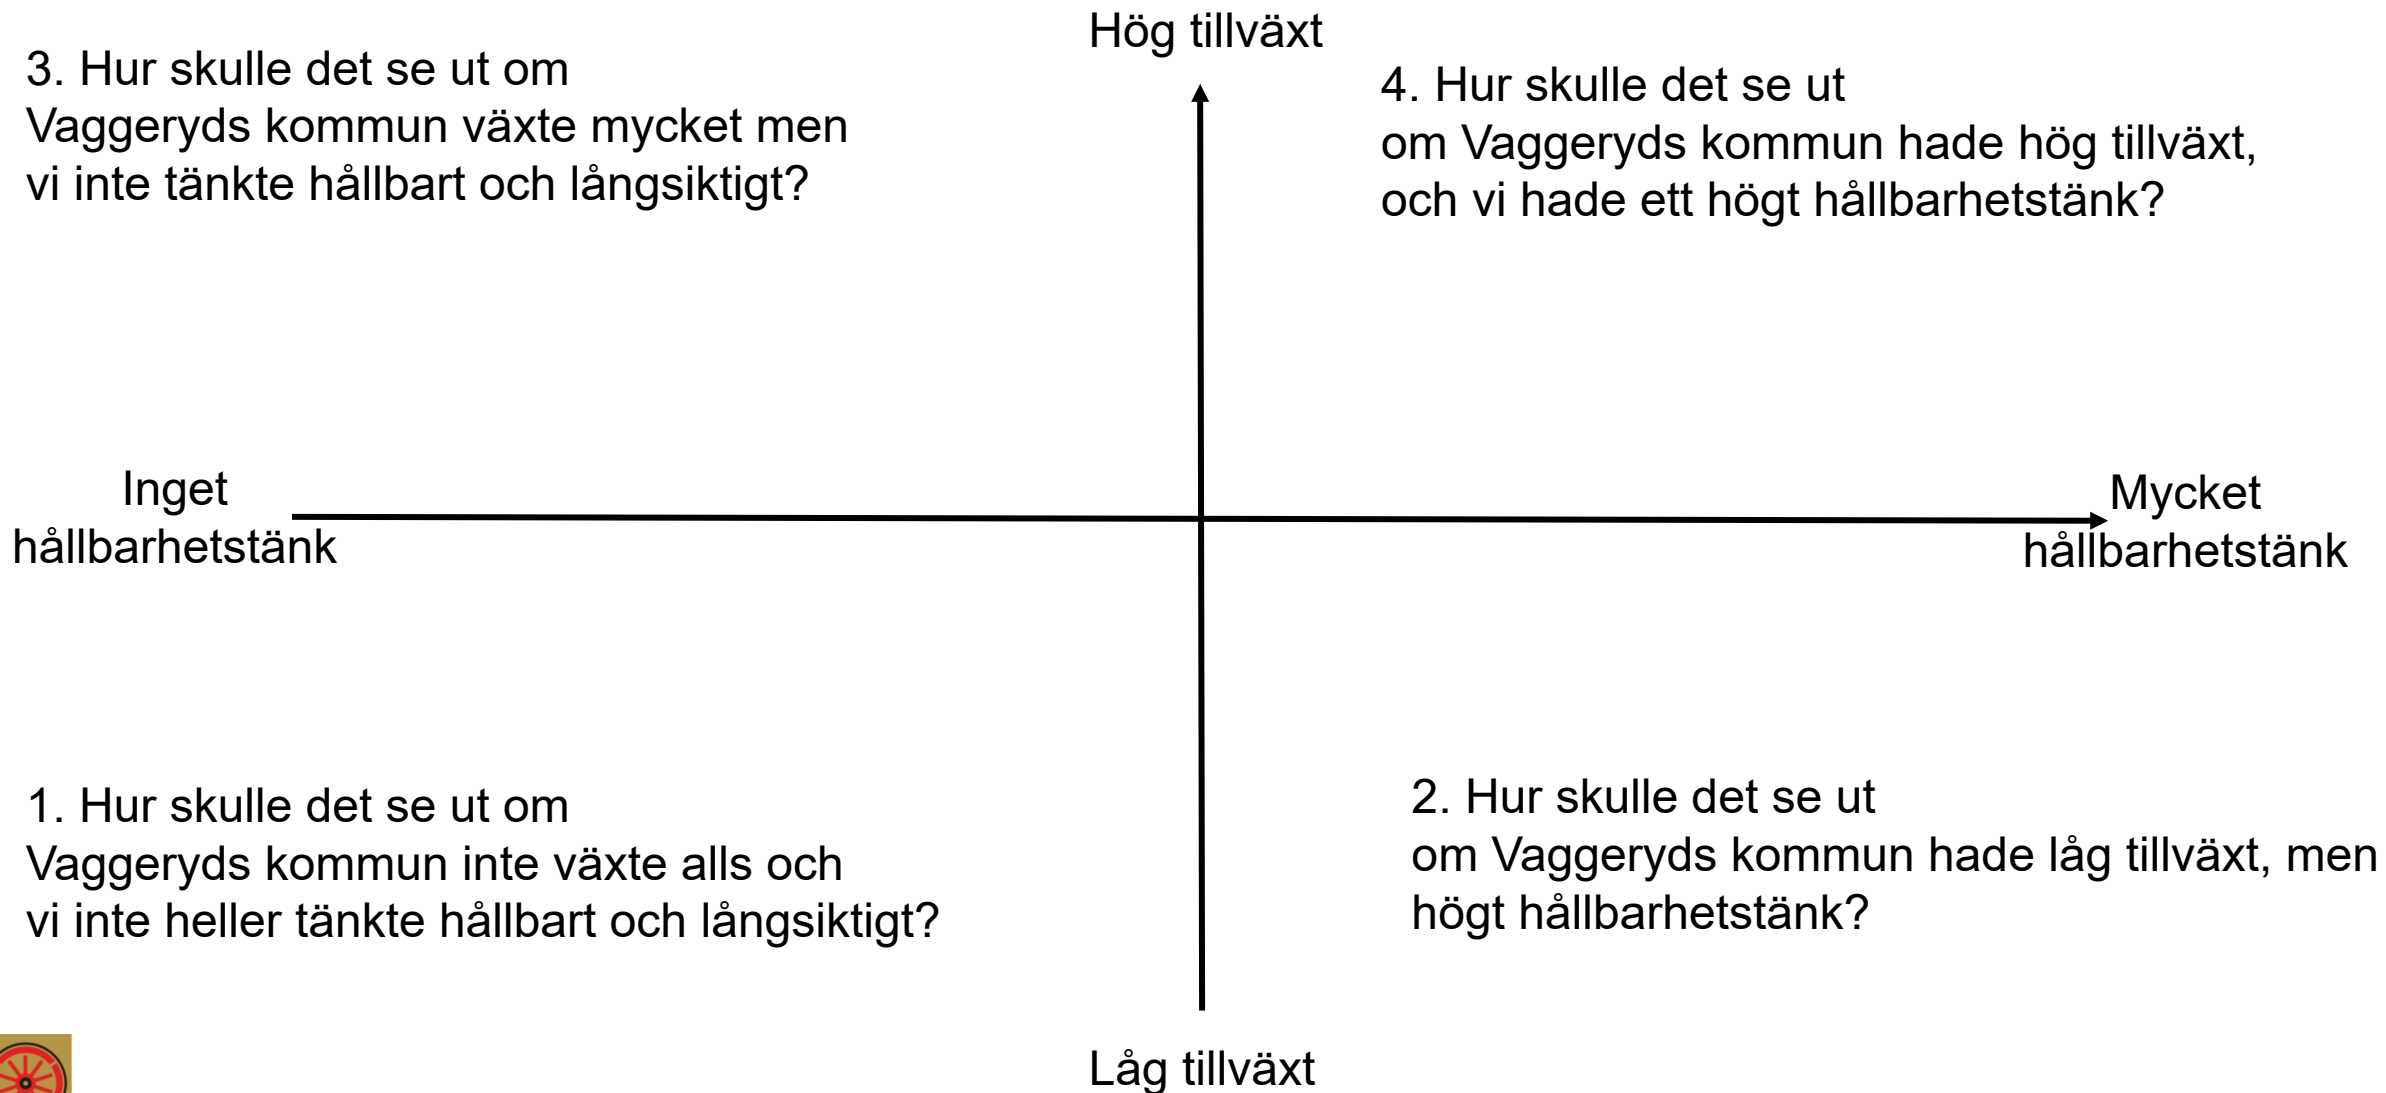 Hög tillväxt
3. Hur skulle det se ut om
Vaggeryds kommun växte mycket men
vi inte tänkte hållbart och långsiktigt?
4. Hur skulle det se ut
om Vaggeryds kommun hade hög tillväxt,
och vi hade ett högt hållbarhetstänk?
Inget
hållbarhetstänk
Mycket
hållbarhetstänk
1. Hur skulle det se ut om
Vaggeryds kommun inte växte alls och
vi inte heller tänkte hållbart och långsiktigt?
2. Hur skulle det se ut
om Vaggeryds kommun hade låg tillväxt, men
högt hållbarhetstänk?
Låg tillväxt